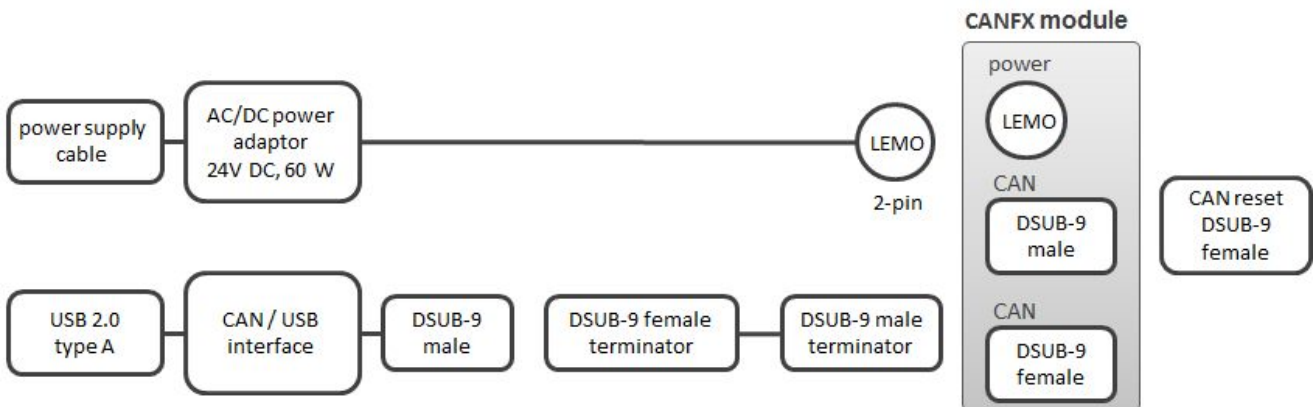 CANFX module
power
LEMO
power supply
cable
AC/DC power
adaptor
24V DC, 60 W
LEMO
2-pin
CAN
DSUB-9
male
CAN reset
DSUB-9
female
USB 2.0
type A
CAN / USB
interface
DSUB-9
male
DSUB-9 female
terminator
DSUB-9 male
terminator
CAN
DSUB-9
female